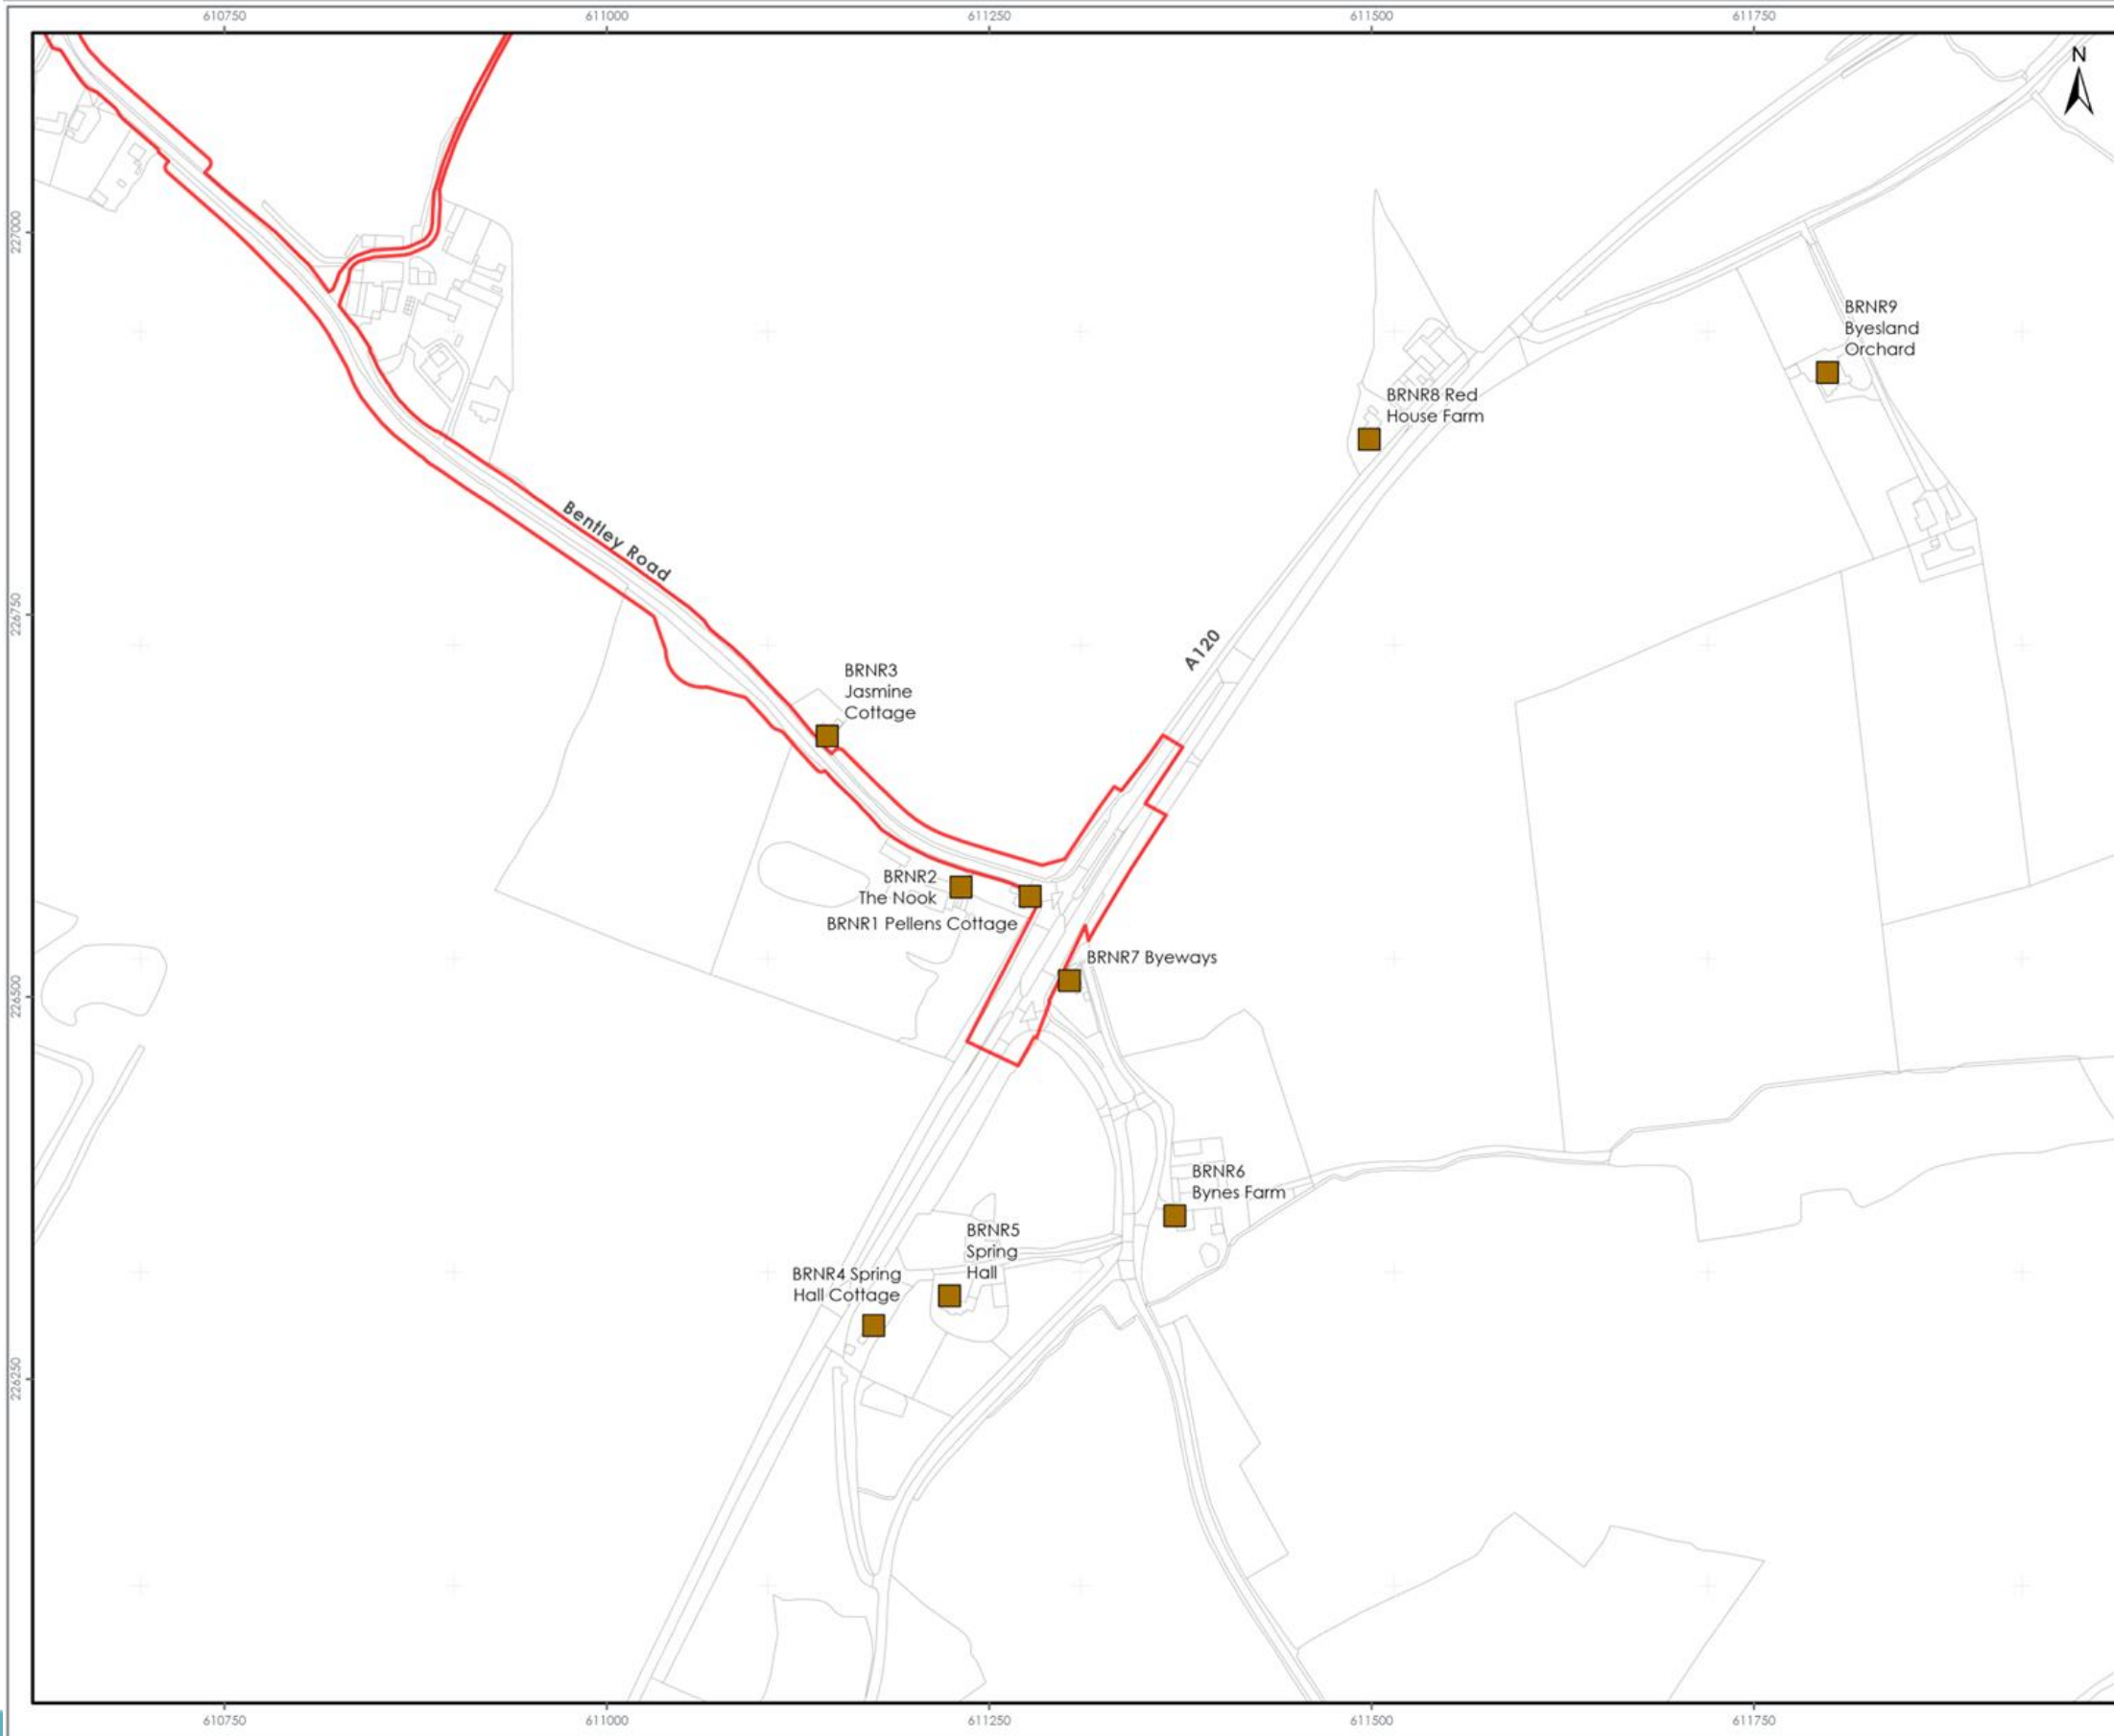 610750
611000
611250
611500
611750
N
227000
BRNR9
Byesland
Orchard
BRNR8 Red
House Farm
Bentley Road
226750
A120
BRNR3
Jasmine
Cottage
BRNR2
The Nook
BRNR1 Pellens Cottage
BRNR7 Byeways
226500
BRNR6
Bynes Farm
BRNR5
Spring
Hall
BRNR4 Spring
Hall Cottage
226250
610750
611000
611250
611500
611750